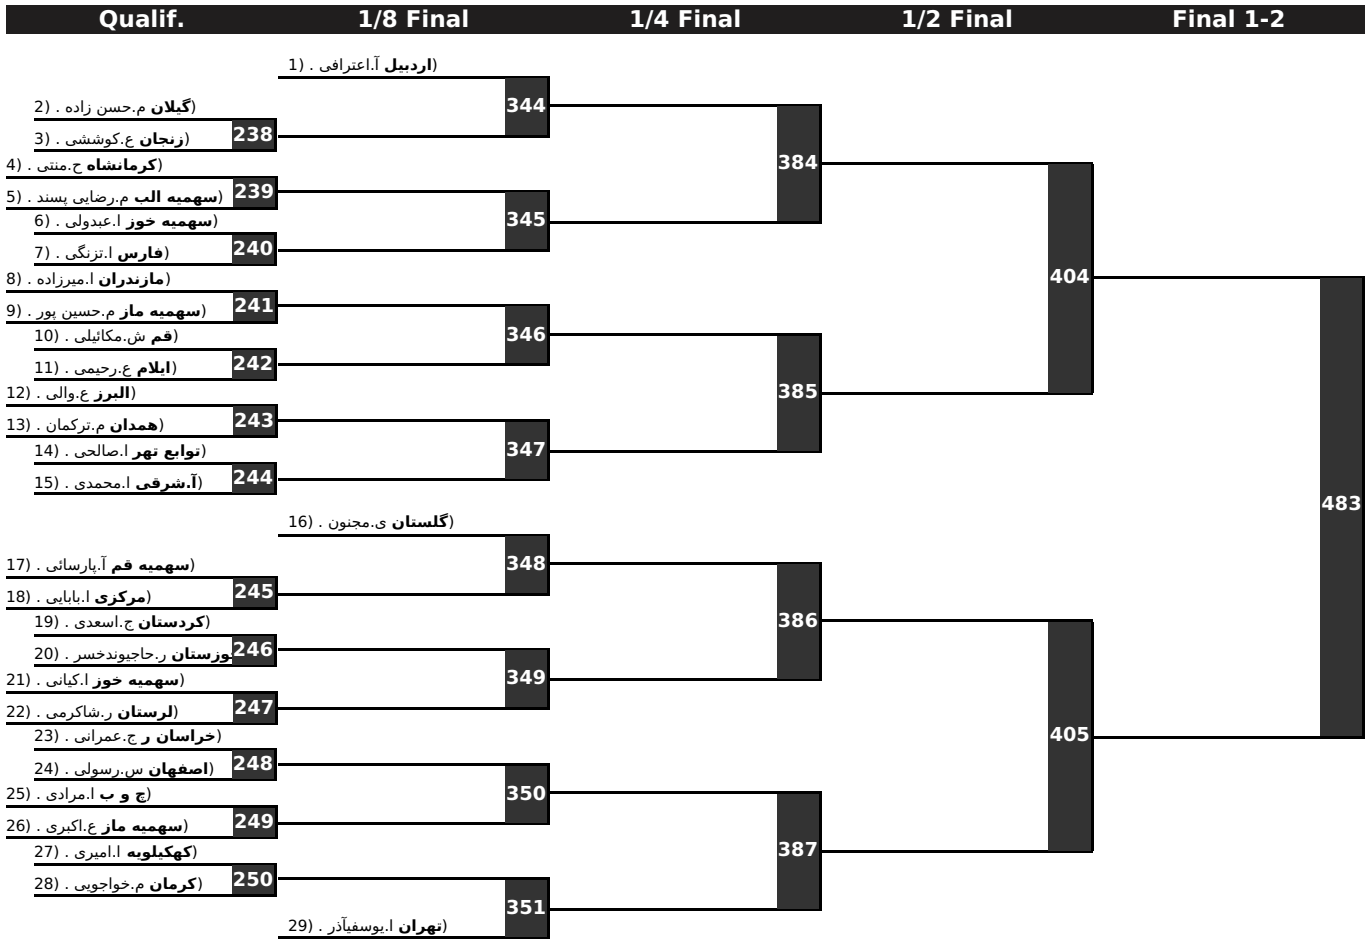 Qualif. 1/8 Final 1/4 Final 1/2 Final Final 1-2
1) . آ.اعترافی اردبیل)
344
2) . م.حسن زاده گیلان)
238
3) . ع.کوششی زنجان)
384
4) . ح.منتی کرمانشاه)
239
5) . م.رضایی پسند سهمیه الب)
345
6) . ا.عبدولی سهمیه خوز)
240
7) . ا.تزنگی فارس)
404
8) . ا.میرزاده مازندران)
241
9) . م.حسین پور سهمیه ماز)
346
10) . ش.مکائیلی قم)
242
11) . ع.رحیمی ایلام)
385
12) . ع.والی البرز)
243
13) . م.ترکمان همدان)
347
14) . ا.صالحی توابع تهر)
244
15) . ا.محمدی آ.شرقی)
483
16) . ی.مجنون گلستان)
348
17) . آ.پارسائی سهمیه قم)
245
18) . ا.بابایی مرکزی)
386
19) . ج.اسعدی کردستان)
246
20) . ر.حاجیوندخسر خوزستان
349
21) . ا.کیانی سهمیه خوز)
247
22) . ر.شاکرمی لرستان)
405
23) . ج.عمرانی خراسان ر)
248
24) . س.رسولی اصفهان)
350
25) . ا.مرادی چ و ب)
249
26) . ع.اکبری سهمیه ماز)
387
27) . ا.امیری کهکیلویه)
250
28) . م.خواجویی کرمان)
351
29) . ا.یوسفیآذر تهران)